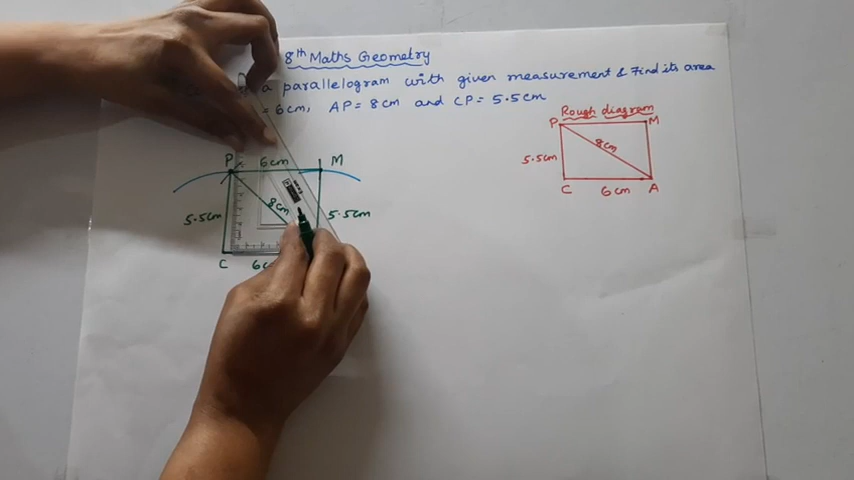 8th Maths Geometry
a parallelogram with given measurement & Find its area
= 6cm, AP = 8cm and CP = 5.5cm
Rough diagram
P M
8cm
5.5cm
C 6cm A
P 6cm M
8cm
5.5cm 5.5cm
C